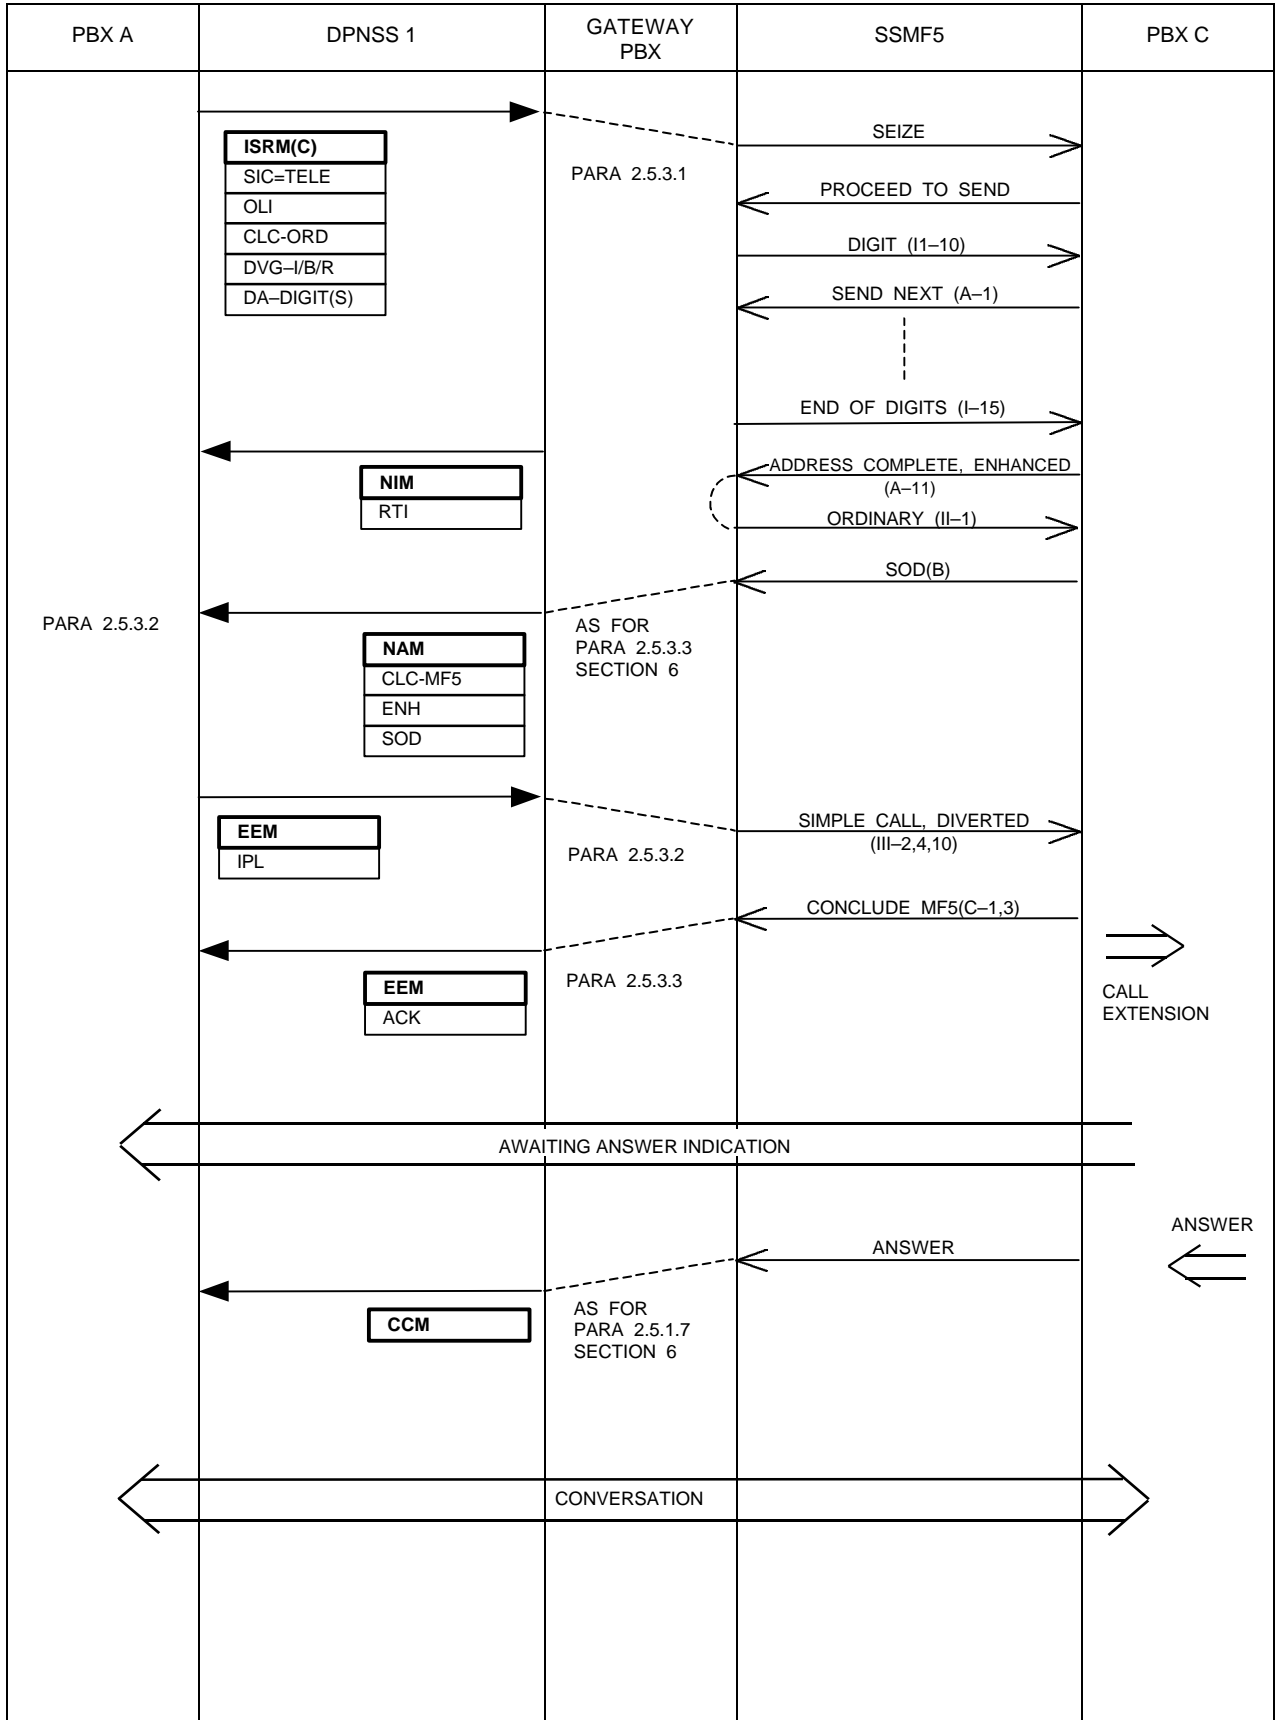 PBX A
DPNSS 1
GATEWAY
PBX
SSMF5
PBX C
ISRM(C)
SIC=TELE
OLI
CLC-ORD
DVG–I/B/R
DA–DIGIT(S)
PARA 2.5.3.1
SEIZE
PROCEED TO SEND
DIGIT (I1–10)
SEND NEXT (A–1)
END OF DIGITS (I–15)
NIM
RTI
ADDRESS COMPLETE, ENHANCED
(A–11)
ORDINARY (II–1)
SOD(B)
PARA 2.5.3.2
NAM
CLC-MF5
ENH
SOD
AS FOR
PARA 2.5.3.3
SECTION 6
EEM
IPL
PARA 2.5.3.2
SIMPLE CALL, DIVERTED
(III–2,4,10)
CONCLUDE MF5(C–1,3)
EEM
ACK
PARA 2.5.3.3
CALL
EXTENSION
AWAITING ANSWER INDICATION
ANSWER
ANSWER
CCM
AS FOR
PARA 2.5.1.7
SECTION 6
CONVERSATION